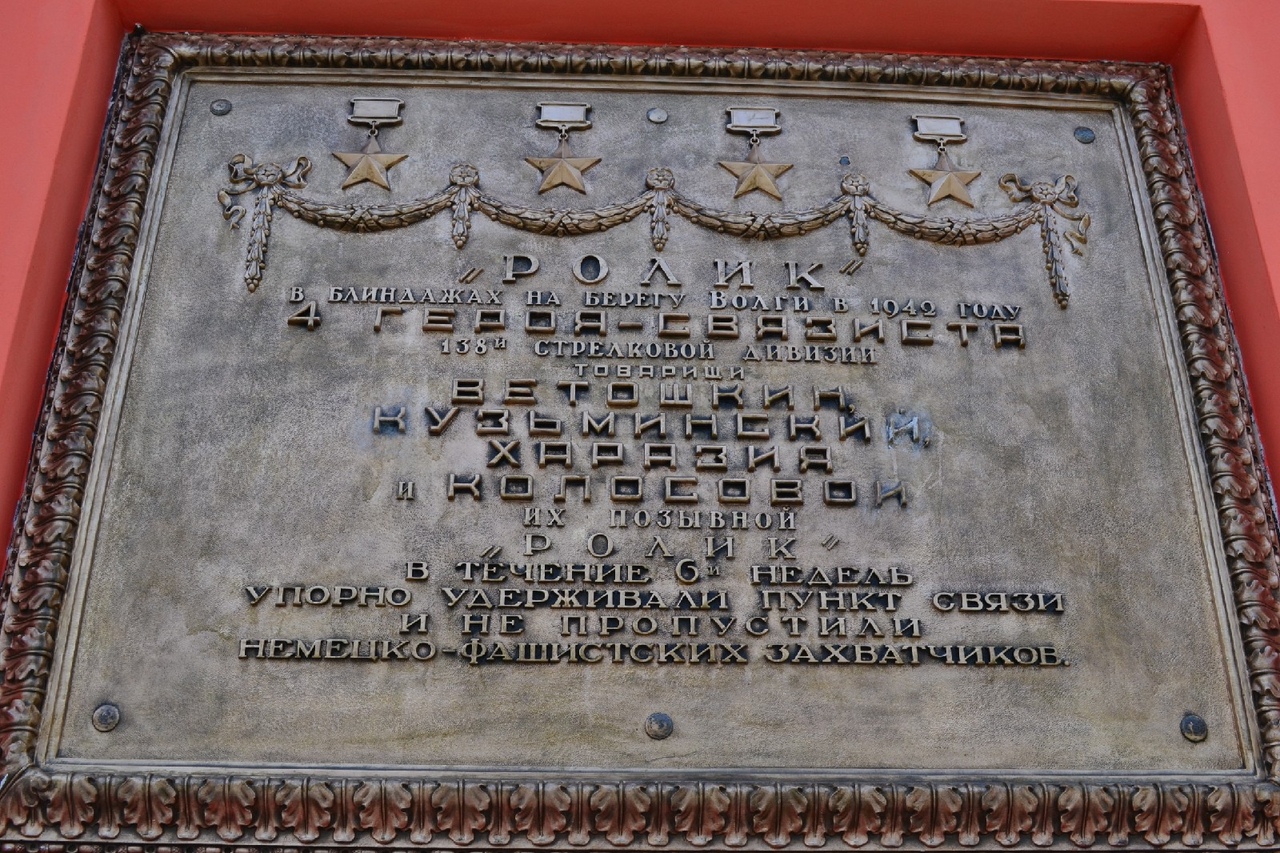 „РОЛИК"
В БЛИНДАЖАХ НА БЕРЕГУ ВОЛГИ В 1942 ГОДУ
4 ГЕРОЯ-СВЯЗИСТА
138Й СТРЕЛКОВОЙ ДИВИЗИИ
ТОВАРИЩИ
ВЕТОШКИН,
КУЗЬМИНСКИЙ
ХАРАЗИЯ
И КОЛОСОВОЙ
ИХ ПОЗЫВНОЙ
„РОЛИК"
В ТЕЧЕНИЕ 6И НЕДЕЛЬ
УПОРНО УДЕРЖИВАЛИ ПУНКТ СВЯЗИ
И НЕ ПРОПУСТИЛИ
НЕМЕЦКО-ФАШИСТСКИХ ЗАХВАТЧИКОВ.